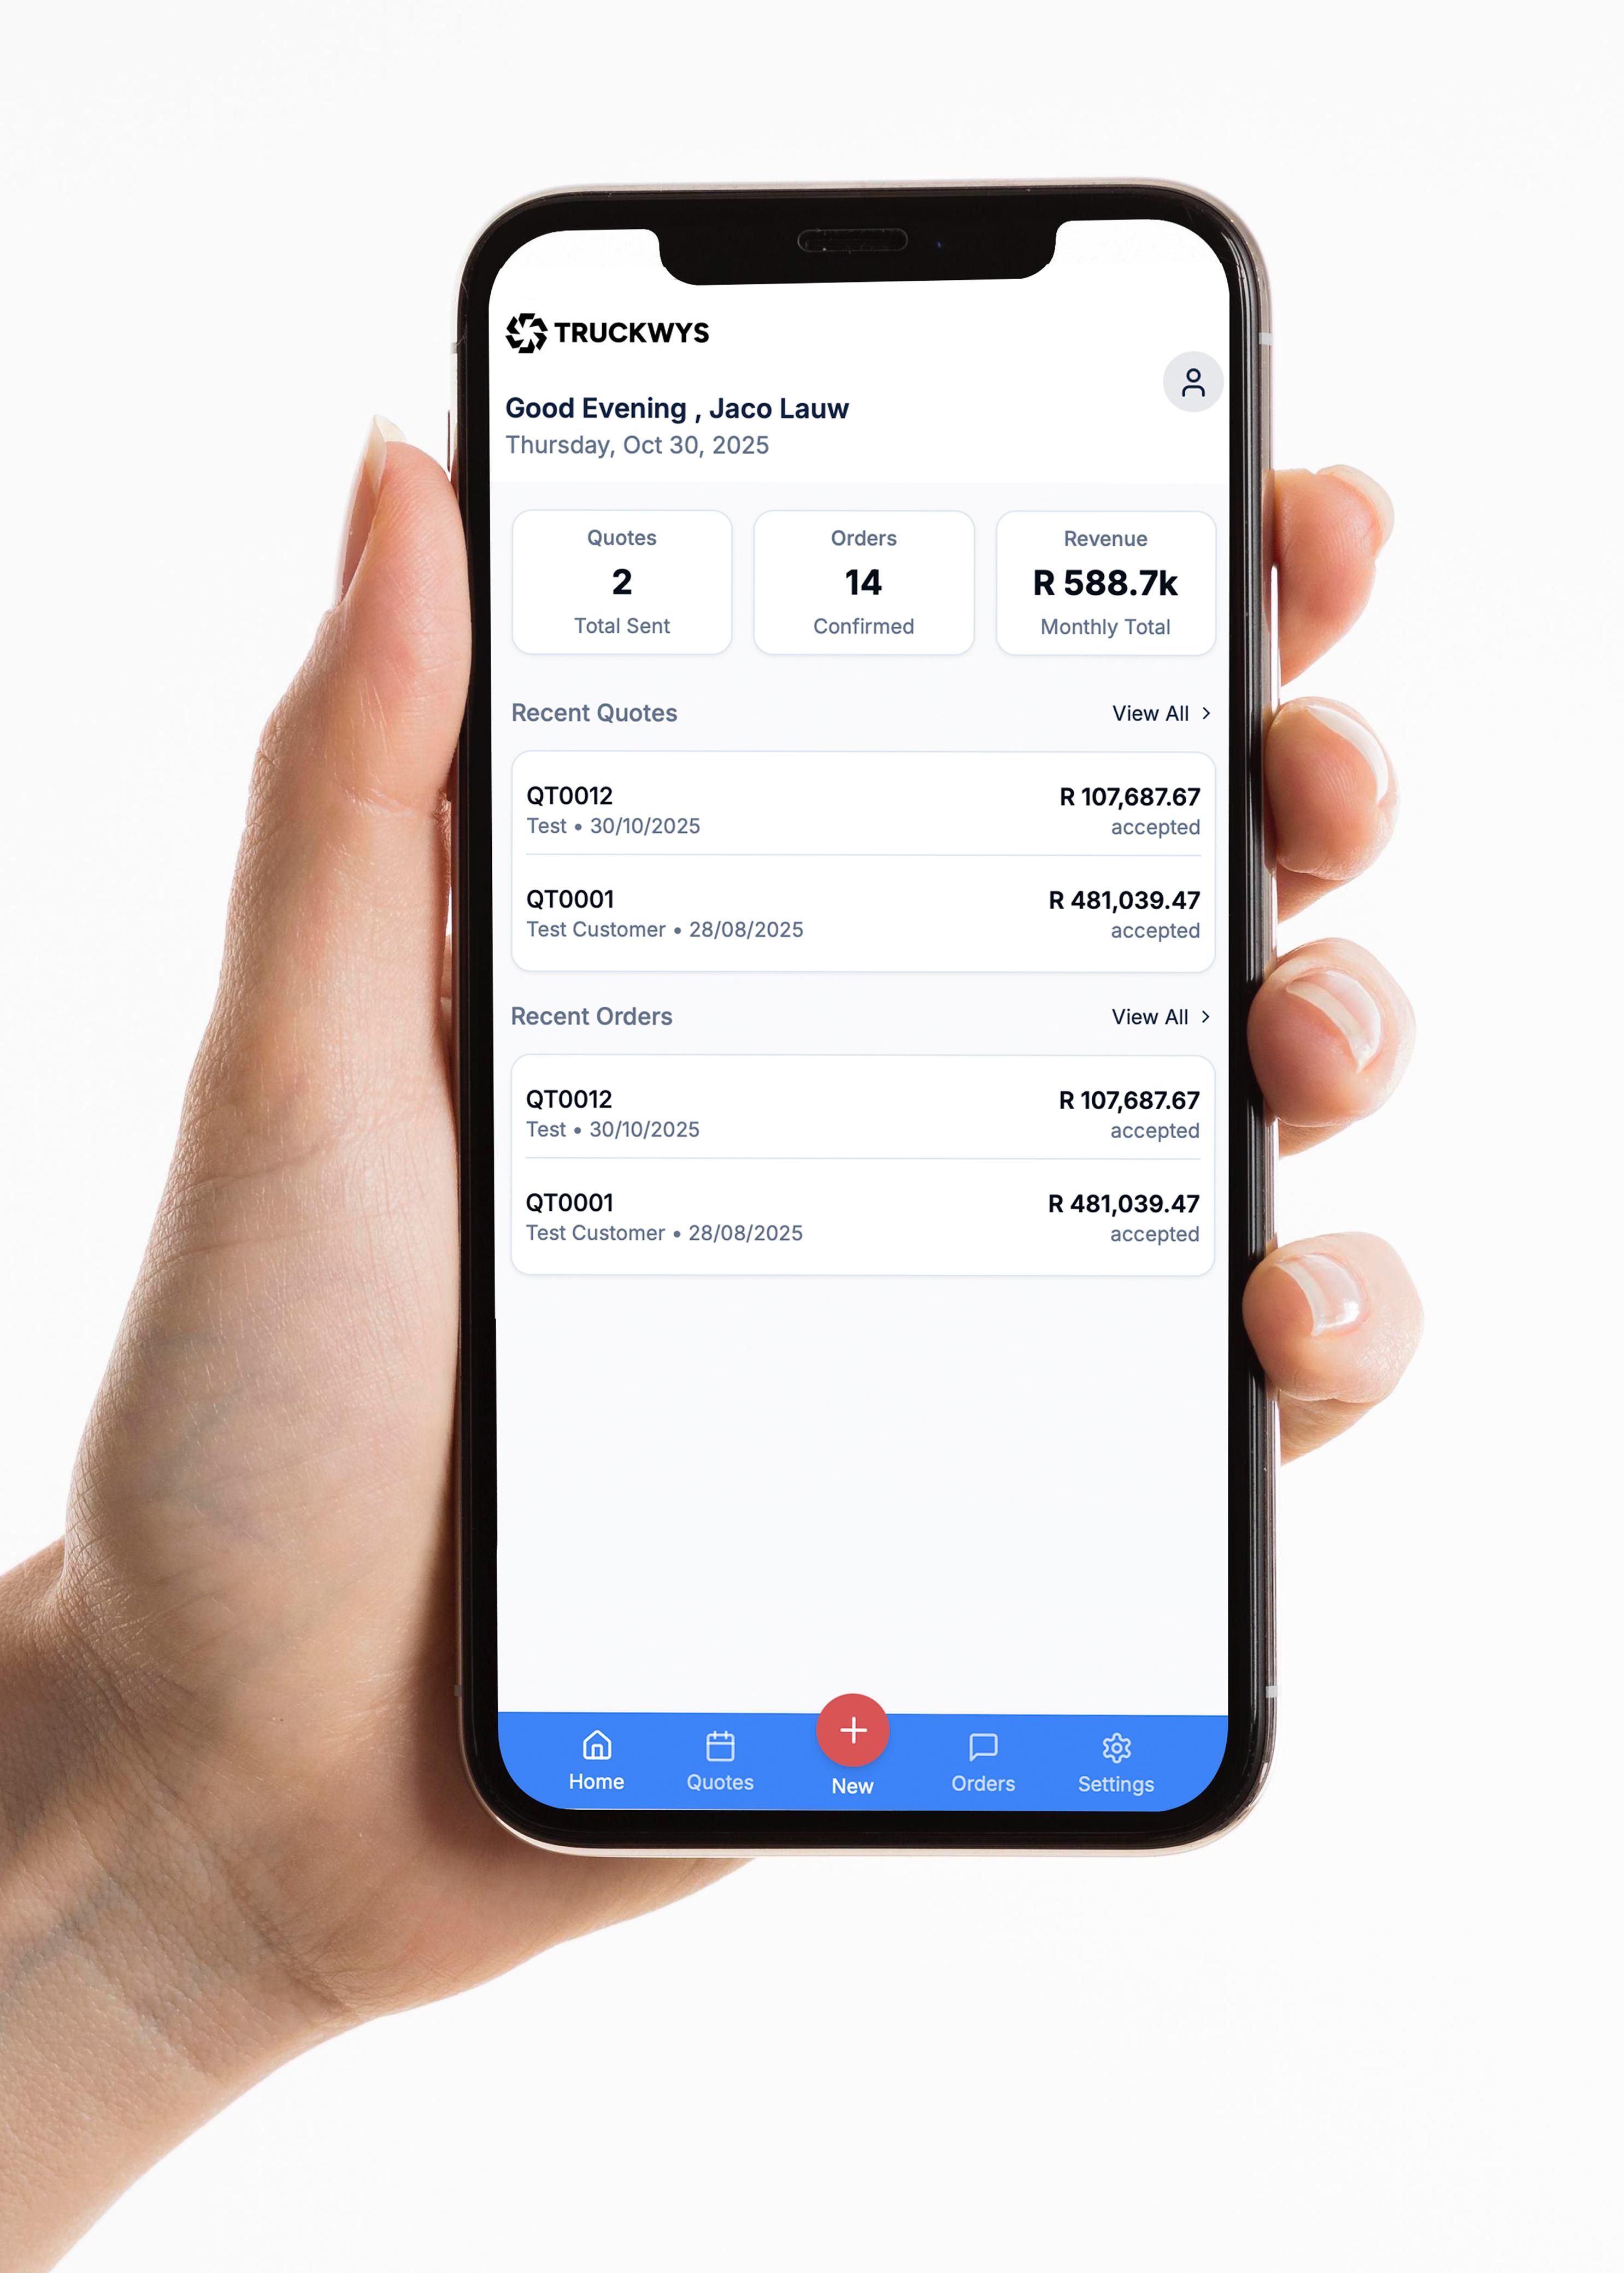 TRUCKWYS
Good Evening , Jaco Lauw
Thursday, Oct 30, 2025
Quotes
2
Total Sent
Orders
14
Confirmed
Revenue
R 588.7k
Monthly Total
Recent Quotes
View All
QT0012
R 107,687.67
Test • 30/10/2025
accepted
QT0001
R 481,039.47
Test Customer • 28/08/2025
accepted
Recent Orders
View All
QT0012
R 107,687.67
Test • 30/10/2025
accepted
QT0001
R 481,039.47
Test Customer • 28/08/2025
accepted
Home
Quotes
New
Orders
Settings